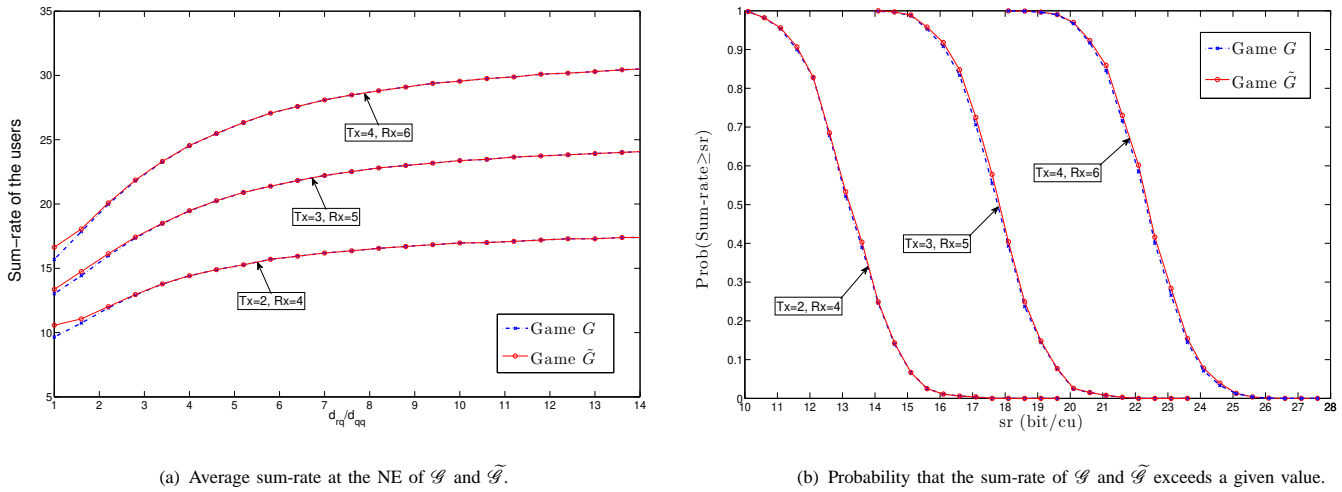 35
30
25
20
15
10
5
Sum-rate of the users
1 2 3 4 5 6 7 8 9 10 11 12 13 14
d_rq/d_qq
Tx=4, Rx=6
Tx=3, Rx=5
Tx=2, Rx=4
Game G
Game G̃
(a) Average sum-rate at the NE of 𝒢 and 𝒢̃.
1
0.9
0.8
0.7
0.6
0.5
0.4
0.3
0.2
0.1
0
Prob(Sum-rate≥sr)
10 11 12 13 14 15 16 17 18 19 20 21 22 23 24 25 26 27 28
sr (bit/cu)
Game G
Game G̃
Tx=4, Rx=6
Tx=3, Rx=5
Tx=2, Rx=4
(b) Probability that the sum-rate of 𝒢 and 𝒢̃ exceeds a given value.